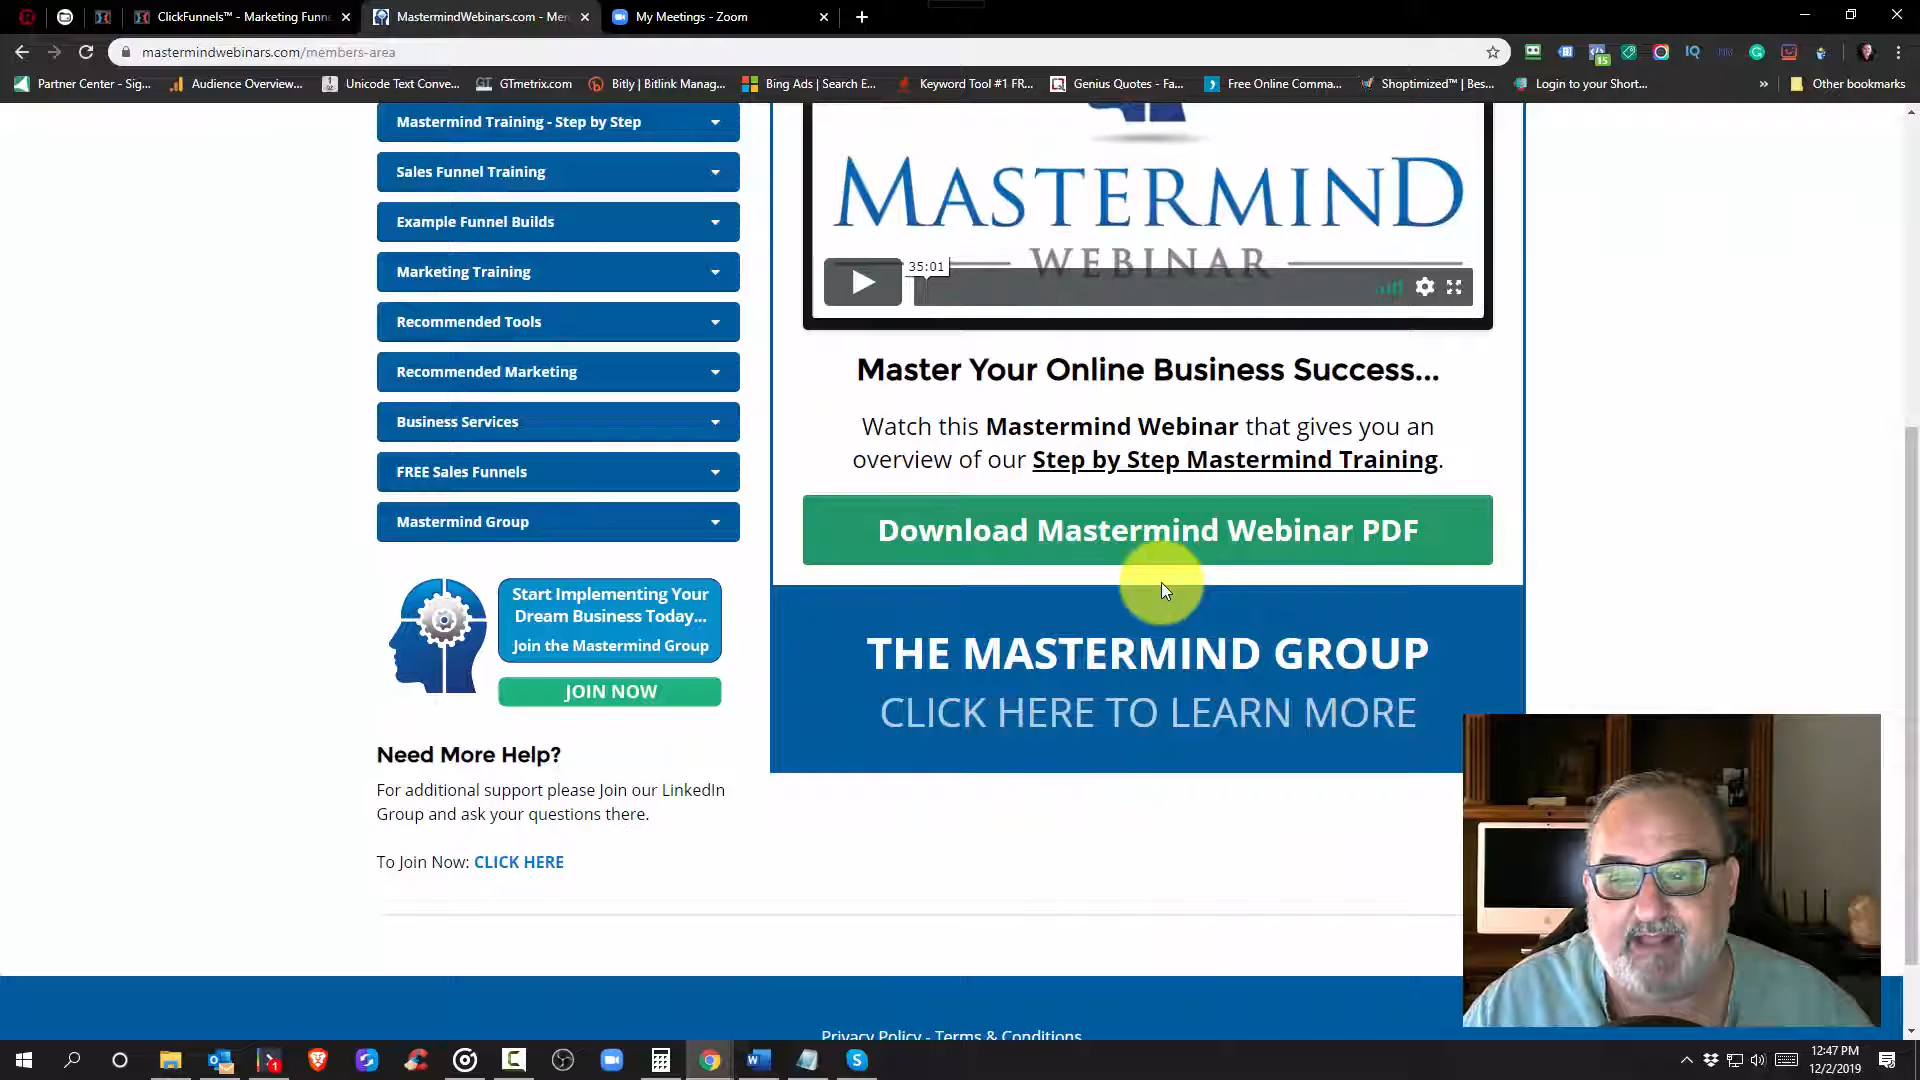 ClickFunnels™ - Marketing Funne
MastermindWebinars.com - Mem
My Meetings - Zoom
mastermindwebinars.com/members-area
15
Partner Center - Sig...
Audience Overview...
Unicode Text Conve...
GTmetrix.com
Bitly | Bitlink Manag...
Bing Ads | Search E...
Keyword Tool #1 FR...
Genius Quotes - Fa...
Free Online Comma...
Shoptimized™ | Bes...
Login to your Short...
Other bookmarks
Mastermind Training - Step by Step
Sales Funnel Training
Example Funnel Builds
Marketing Training
Recommended Tools
Recommended Marketing
Business Services
FREE Sales Funnels
Mastermind Group
Start Implementing Your
Dream Business Today...
Join the Mastermind Group
JOIN NOW
Need More Help?
For additional support please Join our LinkedIn
Group and ask your questions there.
To Join Now: CLICK HERE
MASTERMIND
WEBINAR
35:01
Master Your Online Business Success...
Watch this Mastermind Webinar that gives you an
overview of our Step by Step Mastermind Training.
Download Mastermind Webinar PDF
THE MASTERMIND GROUP
CLICK HERE TO LEARN MORE
Privacy Policy - Terms & Conditions
12:47 PM
12/2/2019